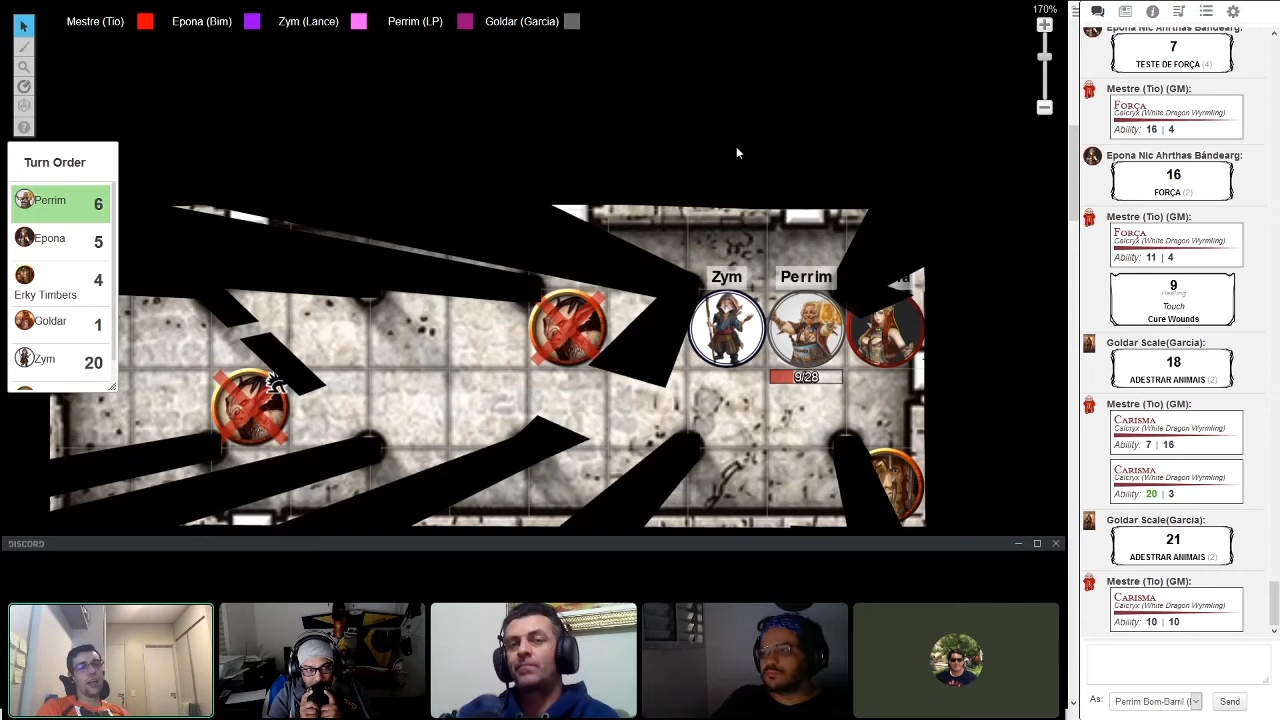 Mestre (Tio)
Epona (Bim)
Zym (Lance)
Perrim (LP)
Goldar (Garcia)
170%
Turn Order
Perrim 6
Epona 5
Erky Timbers 4
Goldar 1
Zym 20
Zym
Perrim
9/28
DISCORD
Epona Nic Ahrthas Bándearg:
7
TESTE DE FORÇA (4)
Mestre (Tio) (GM):
FORÇA
Calcryx (White Dragon Wyrmling)
Ability: 16 | 4
Epona Nic Ahrthas Bándearg:
16
FORÇA (2)
Mestre (Tio) (GM):
FORÇA
Calcryx (White Dragon Wyrmling)
Ability: 11 | 4
9
Healing
Touch
Cure Wounds
Goldar Scale(Garcia):
18
ADESTRAR ANIMAIS (2)
Mestre (Tio) (GM):
CARISMA
Calcryx (White Dragon Wyrmling)
Ability: 7 | 16
CARISMA
Calcryx (White Dragon Wyrmling)
Ability: 20 | 3
Goldar Scale(Garcia):
21
ADESTRAR ANIMAIS (2)
Mestre (Tio) (GM):
CARISMA
Calcryx (White Dragon Wyrmling)
Ability: 10 | 10
As: Perrim Bom-Barril (
Send